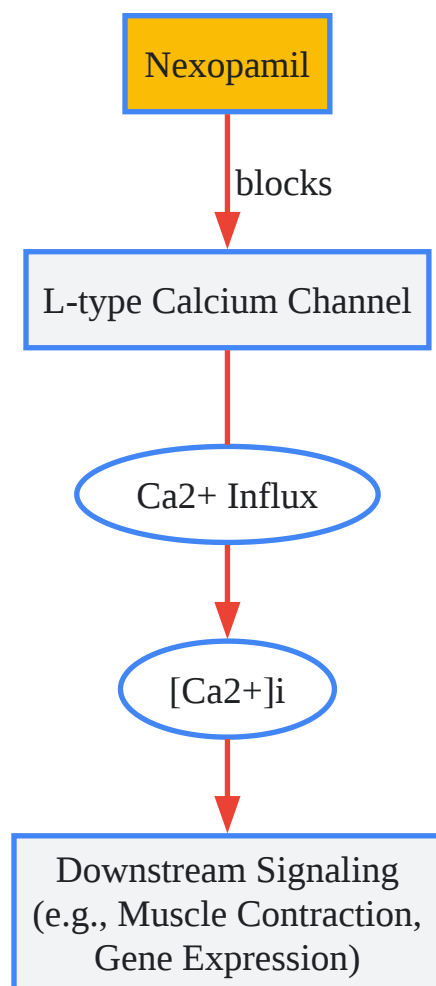 Nexopamil
blocks
L-type Calcium Channel
Ca2+ Influx
[Ca2+]i
Downstream Signaling
(e.g., Muscle Contraction,
Gene Expression)